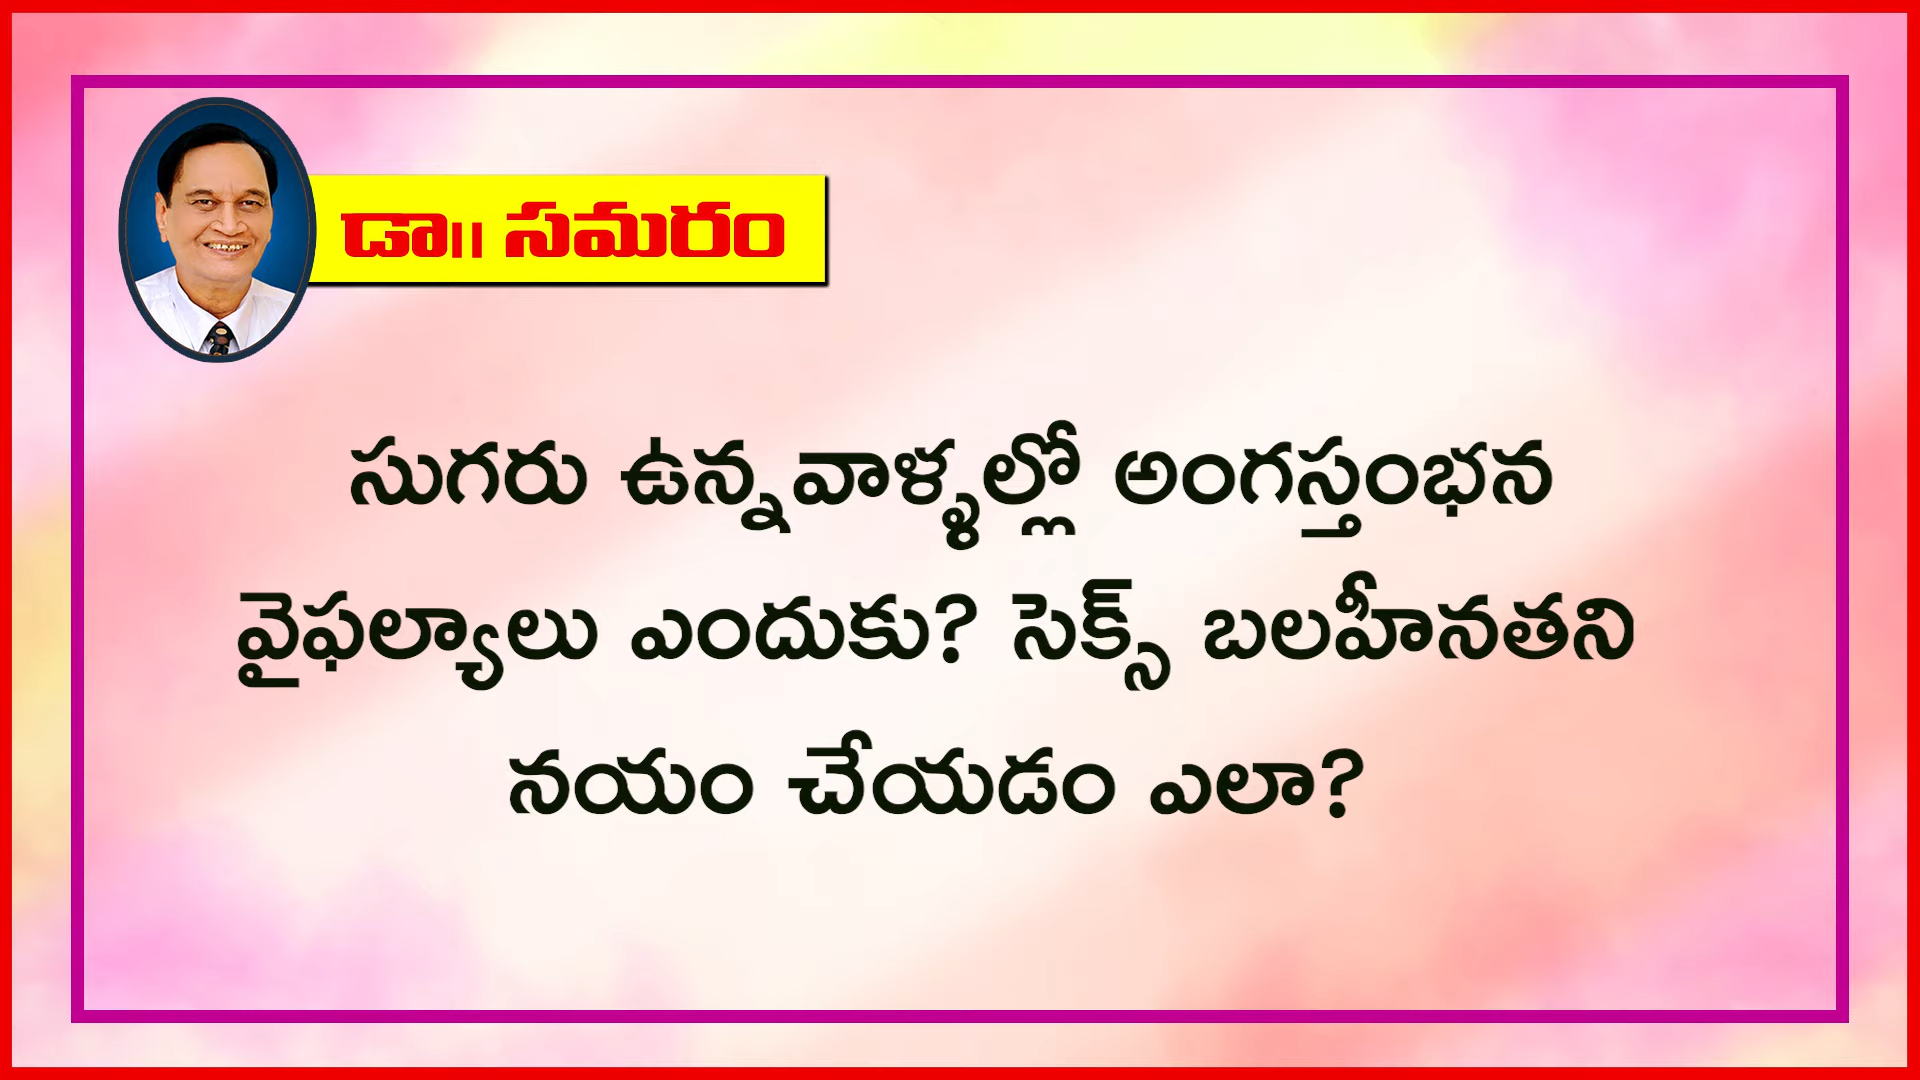 డా॥ సమరం
సుగరు ఉన్నవాళ్ళల్లో అంగస్తంభన
వైఫల్యాలు ఎందుకు? సెక్స్ బలహీనతని
నయం చేయడం ఎలా?